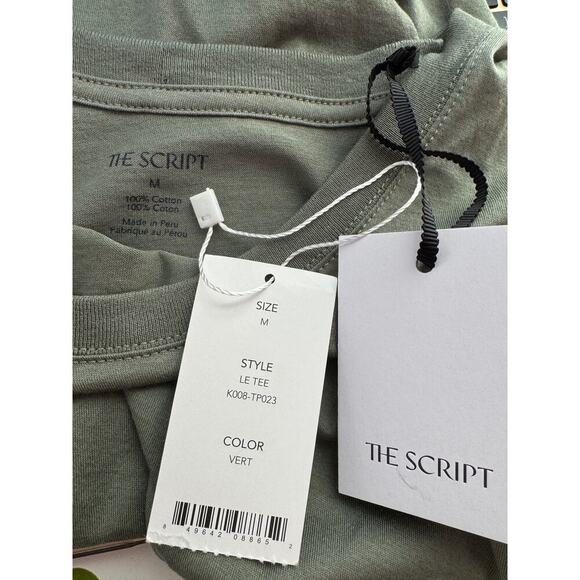 THE SCRIPT
M
100% Cotton
100% Coton
Made in Peru
Fabriqué au Pérou
SIZE
M
STYLE
LE TEE
K008-TP023
COLOR
VERT
8 49642 08865 2
THE SCRIPT